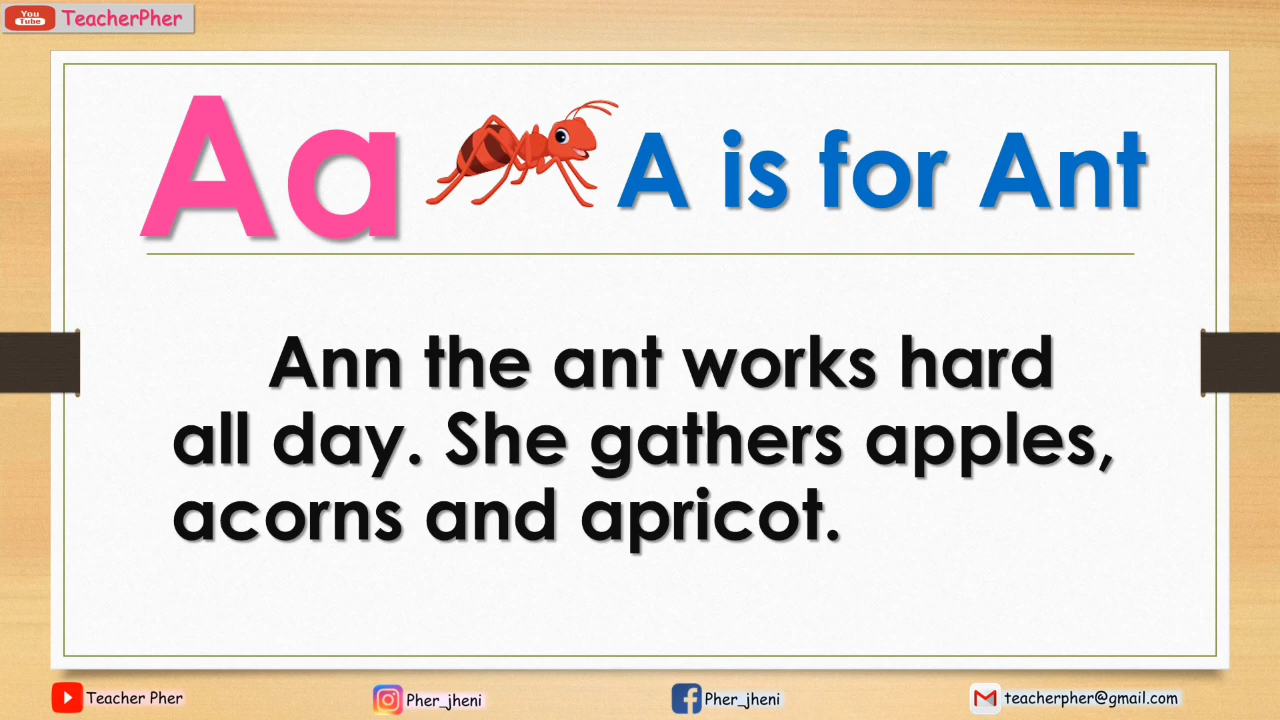 You
Tube
TeacherPher
Aa
A is for Ant
Ann the ant works hard
all day. She gathers apples,
acorns and apricot.
Teacher Pher
Pher_jheni
Pher_jheni
teacherpher@gmail.com